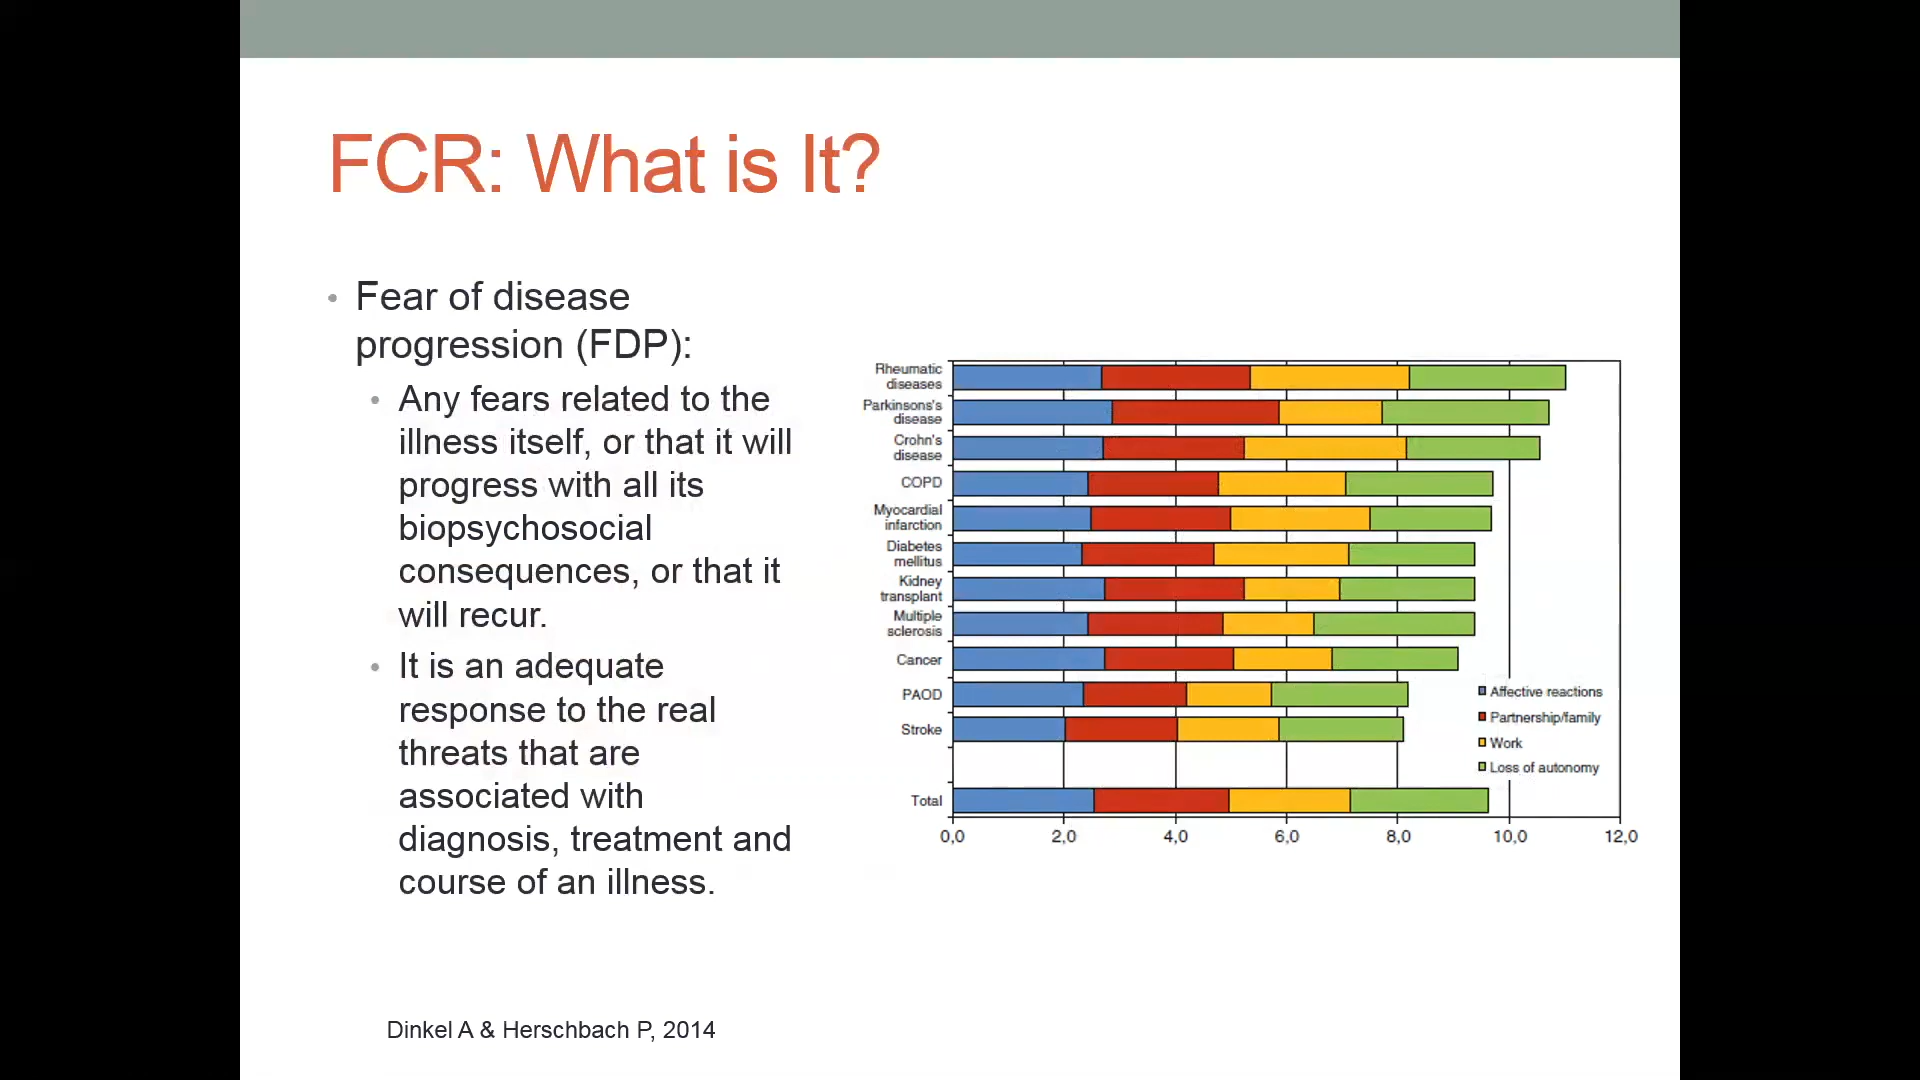 FCR: What is It?
• Fear of disease
progression (FDP):
• Any fears related to the
illness itself, or that it will
progress with all its
biopsychosocial
consequences, or that it
will recur.
• It is an adequate
response to the real
threats that are
associated with
diagnosis, treatment and
course of an illness.
Rheumatic
diseases
Parkinsons's
disease
Crohn's
disease
COPD
Myocardial
infarction
Diabetes
mellitus
Kidney
transplant
Multiple
sclerosis
Cancer
PAOD
Stroke
Total
Affective reactions
Partnership/family
Work
Loss of autonomy
0,0 2,0 4,0 6,0 8,0 10,0 12,0
Dinkel A & Herschbach P, 2014